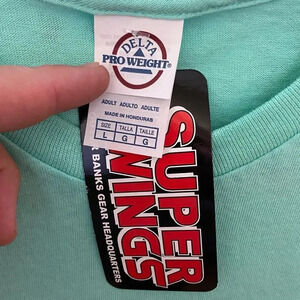 DELTA
PRO WEIGHT®
ADULT ADULTO ADULTE
MADE IN HONDURAS
SIZE TALLA TAILLE
L G G
SUPER
WINGS
BANKS GEAR HEADQUARTERS